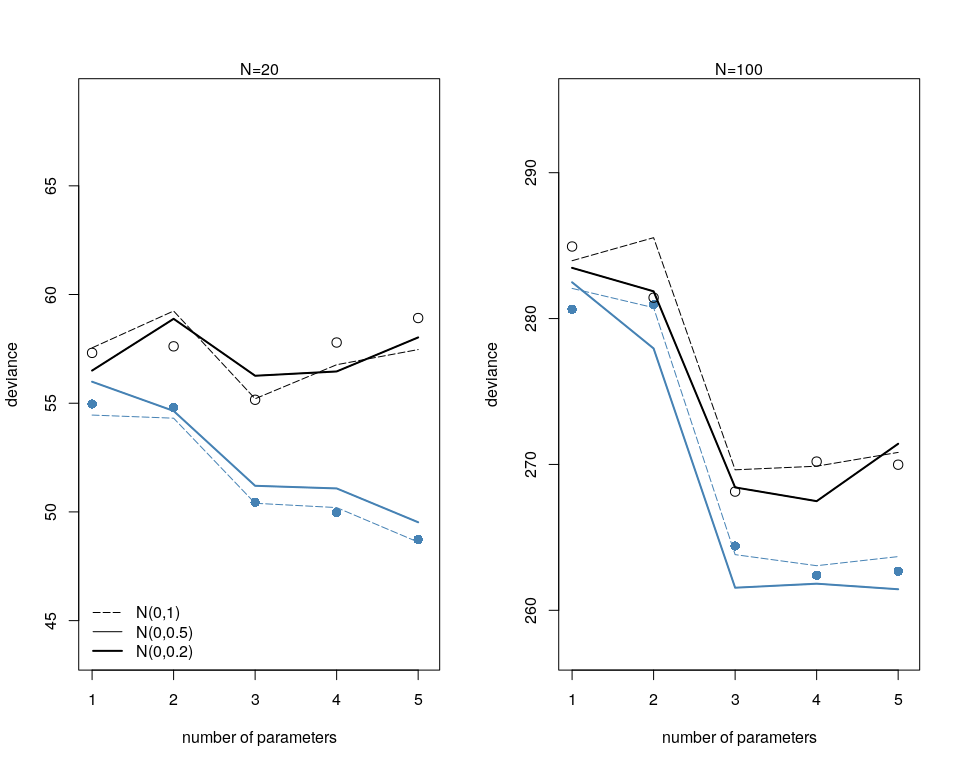 N=20
deviance
65
60
55
50
45
N(0,1)
N(0,0.5)
N(0,0.2)
1 2 3 4 5
number of parameters
N=100
deviance
290
280
270
260
1 2 3 4 5
number of parameters